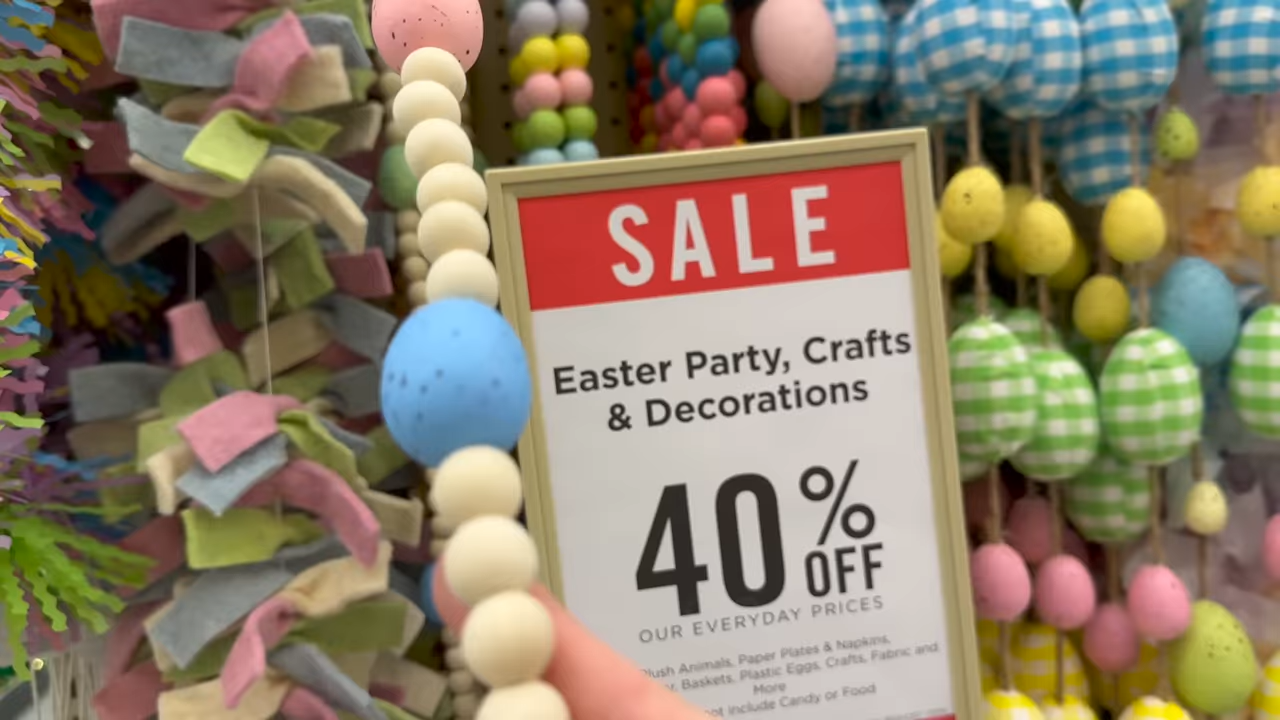 SALE
Easter Party, Crafts
& Decorations
40% OFF
OUR EVERYDAY PRICES
Plush Animals, Paper Plates & Napkins,
Baskets, Plastic Eggs, Crafts, Fabric and
More
not Include Candy or Food